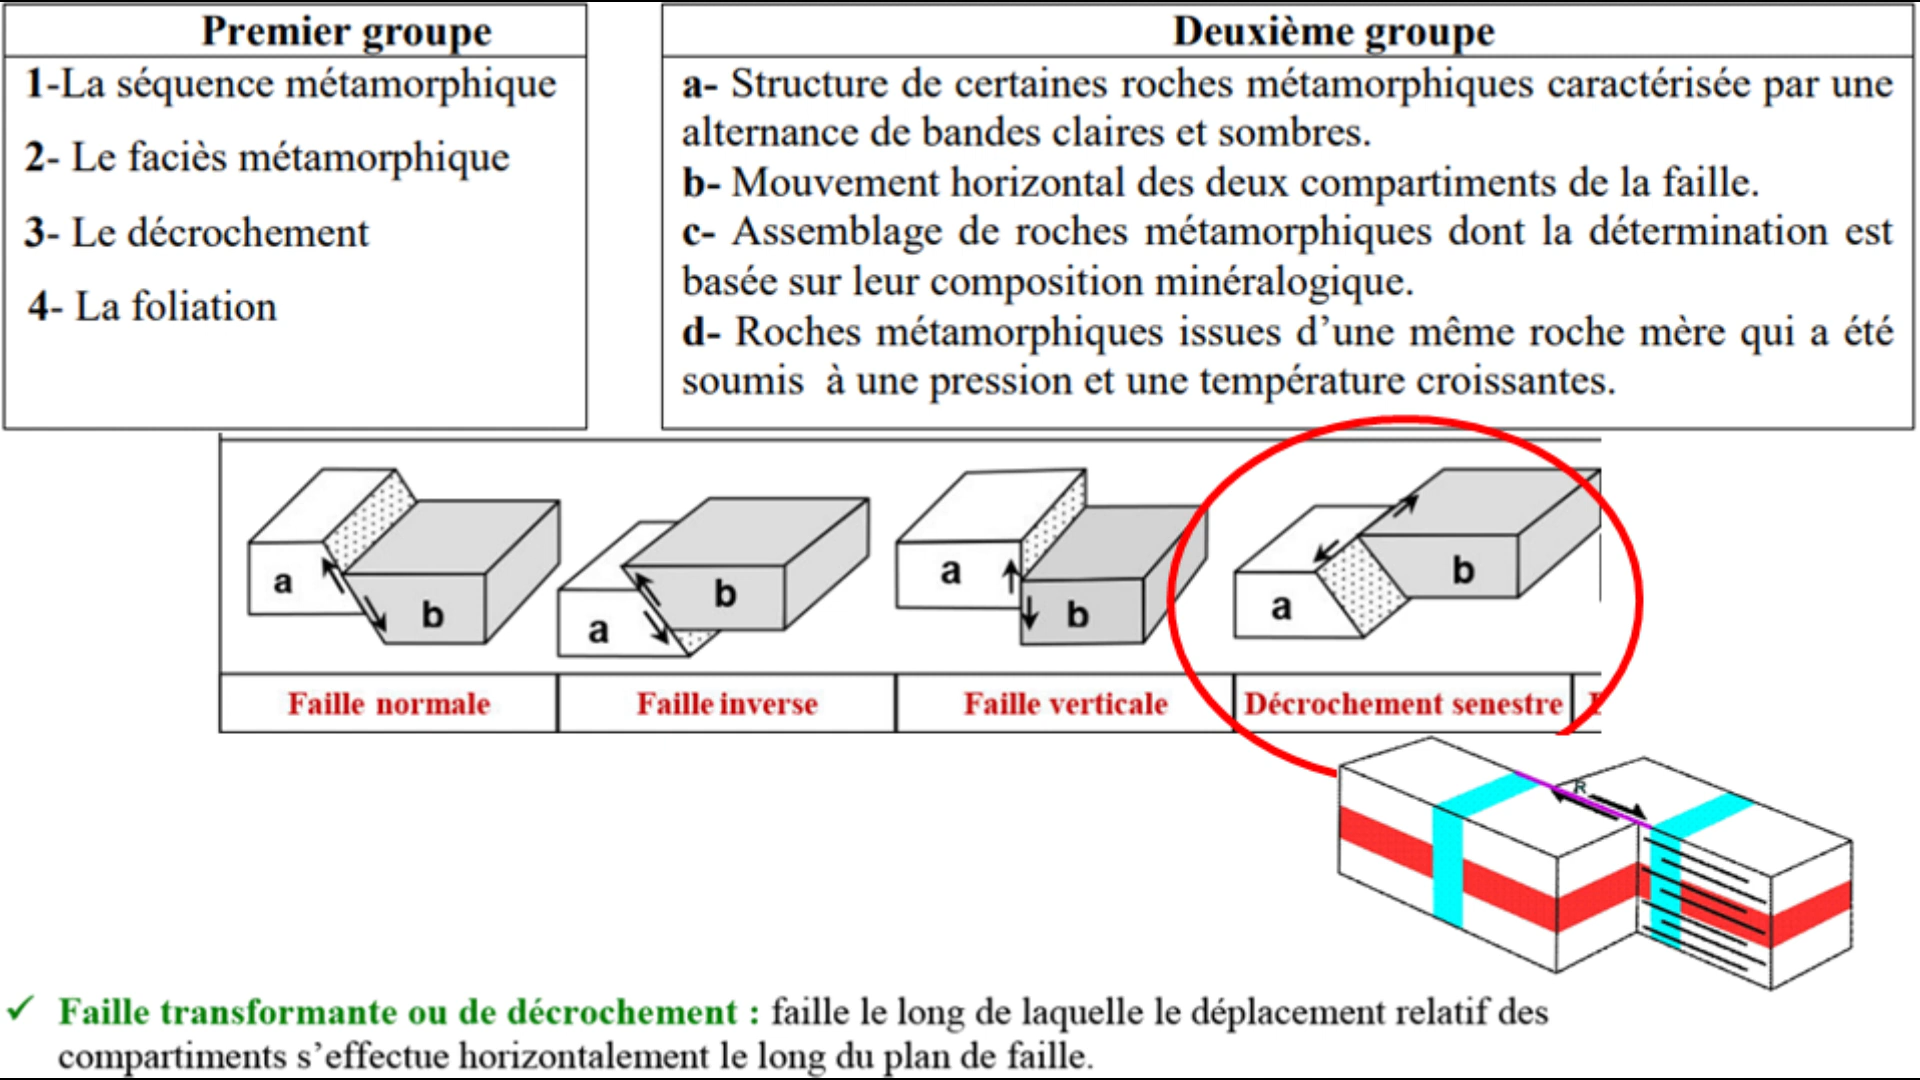 Premier groupe
1-La séquence métamorphique
2- Le faciès métamorphique
3- Le décrochement
4- La foliation
Deuxième groupe
a- Structure de certaines roches métamorphiques caractérisée par une
alternance de bandes claires et sombres.
b- Mouvement horizontal des deux compartiments de la faille.
c- Assemblage de roches métamorphiques dont la détermination est
basée sur leur composition minéralogique.
d- Roches métamorphiques issues d’une même roche mère qui a été
soumis à une pression et une température croissantes.
a
b
a
b
a
b
a
b
Faille normale
Faille inverse
Faille verticale
Décrochement senestre
R
✓ Faille transformante ou de décrochement : faille le long de laquelle le déplacement relatif des
compartiments s’effectue horizontalement le long du plan de faille.